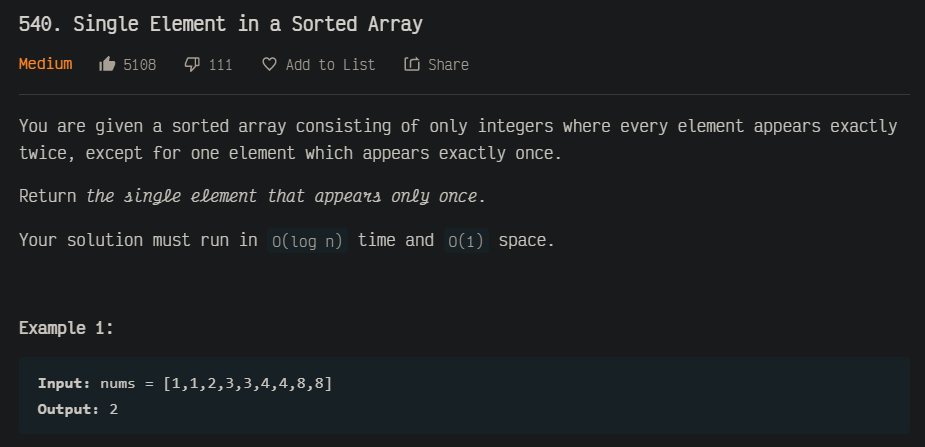 540. Single Element in a Sorted Array
Medium 5108 111 Add to List Share
You are given a sorted array consisting of only integers where every element appears exactly
twice, except for one element which appears exactly once.
Return the single element that appears only once.
Your solution must run in O(log n) time and O(1) space.
Example 1:
Input: nums = [1,1,2,3,3,4,4,8,8]
Output: 2